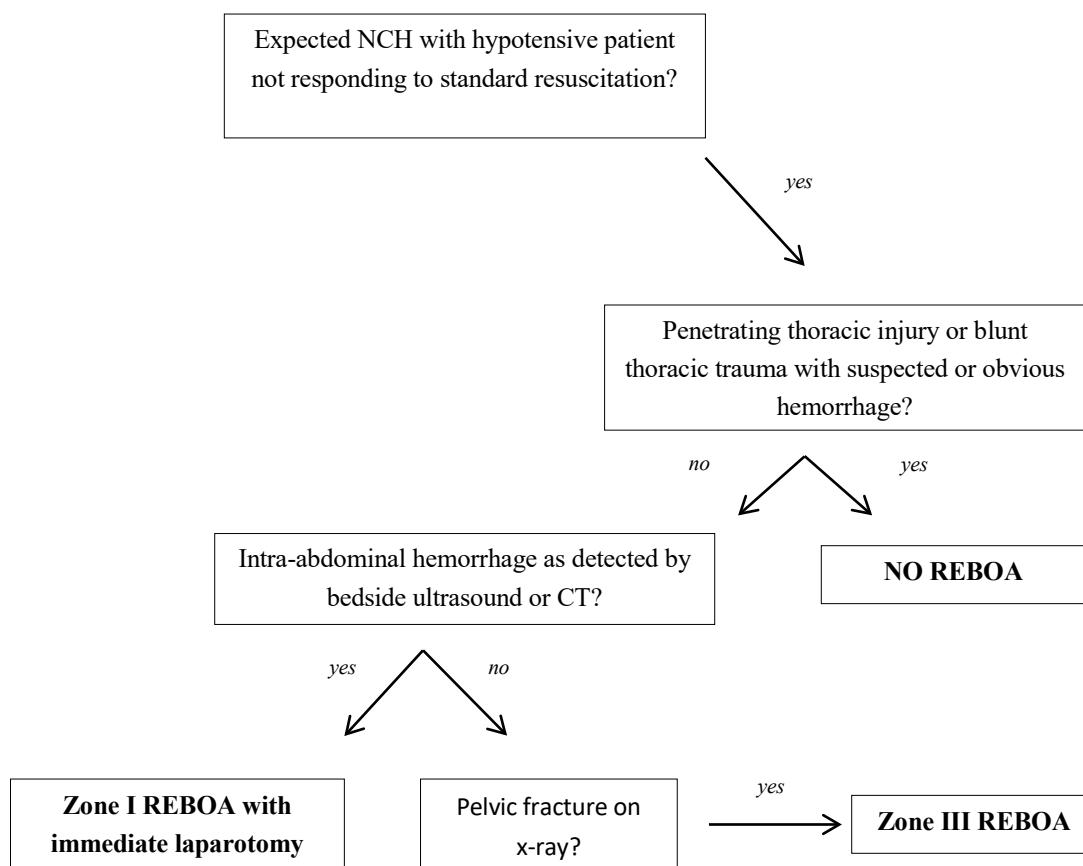 Expected NCH with hypotensive patient
not responding to standard resuscitation?
yes
Penetrating thoracic injury or blunt
thoracic trauma with suspected or obvious
hemorrhage?
no
yes
Intra-abdominal hemorrhage as detected by
bedside ultrasound or CT?
NO REBOA
yes
no
Zone I REBOA with
immediate laparotomy
Pelvic fracture on
x-ray?
yes
Zone III REBOA